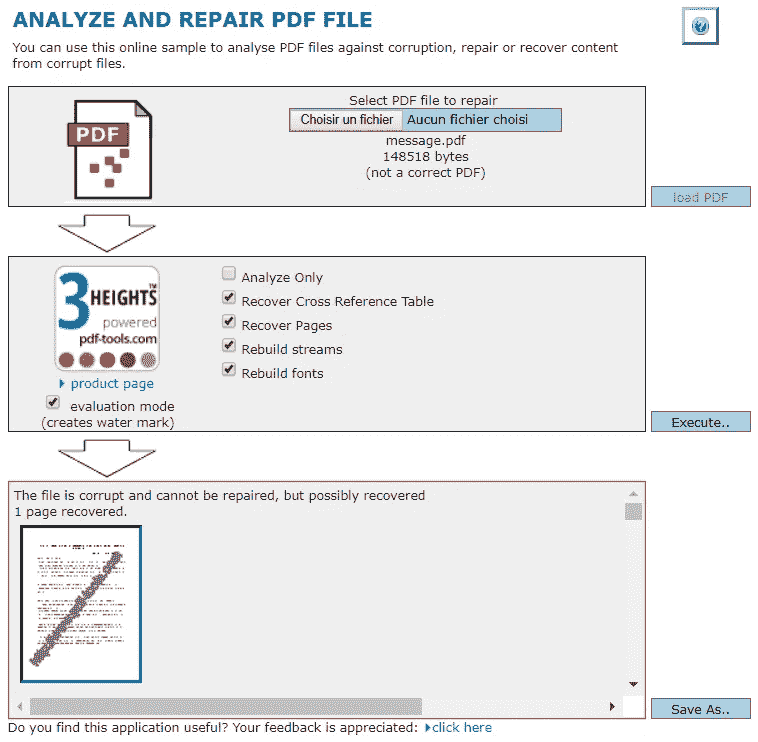 ANALYZE AND REPAIR PDF FILE
You can use this online sample to analyse PDF files against corruption, repair or recover content
from corrupt files.
Select PDF file to repair
Choisir un fichier Aucun fichier choisi
PDF
message.pdf
148518 bytes
(not a correct PDF)
load PDF
3 HEIGHTS™
powered
pdf-tools.com
product page
evaluation mode
(creates water mark)
Analyze Only
Recover Cross Reference Table
Recover Pages
Rebuild streams
Rebuild fonts
Execute..
The file is corrupt and cannot be repaired, but possibly recovered
1 page recovered.
Save As..
Do you find this application useful? Your feedback is appreciated: click here